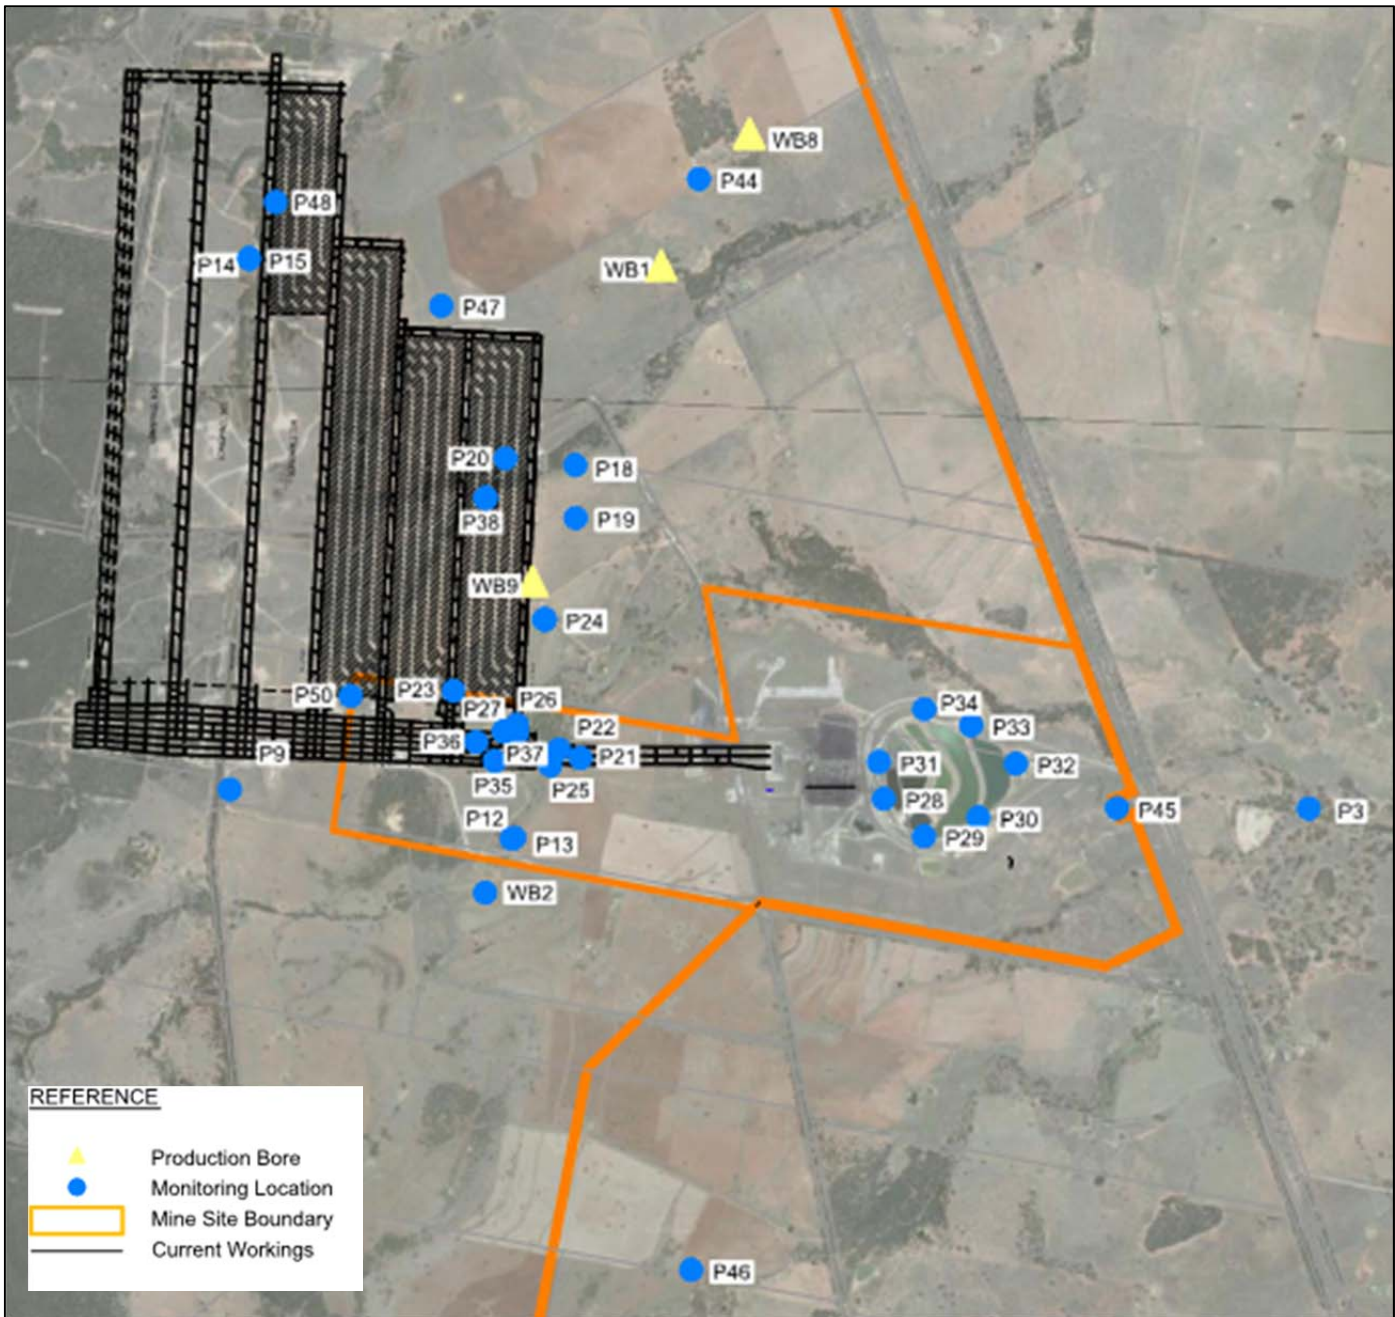 WB8
P44
P48
P14 P15
WB1
P47
P20
P18
P38
P19
WB9
P24
P50
P23
P26
P27
P34
P22
P33
P36
P37
P21
P9
P31
P32
P35
P25
P28
P45
P3
P12
P30
P13
P29
WB2
REFERENCE
Production Bore
Monitoring Location
Mine Site Boundary
Current Workings
P46